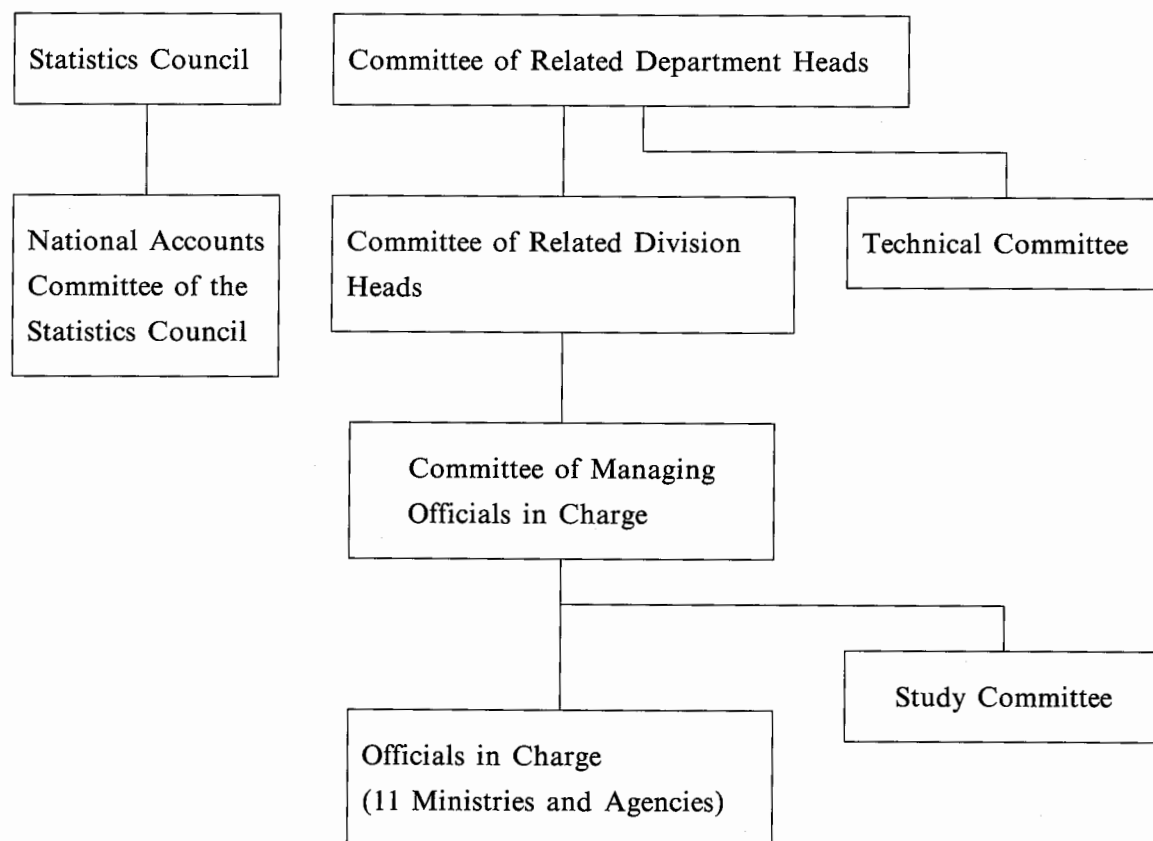 Statistics Council
Committee of Related Department Heads
National Accounts
Committee of the
Statistics Council
Committee of Related Division
Heads
Technical Committee
Committee of Managing
Officials in Charge
Study Committee
Officials in Charge
(11 Ministries and Agencies)